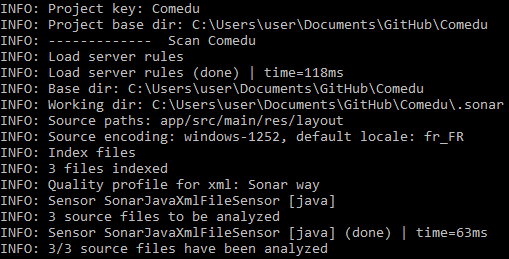 INFO: Project key: Comedu
INFO: Project base dir: C:\Users\user\Documents\GitHub\Comedu
INFO: -------------  Scan Comedu
INFO: Load server rules
INFO: Load server rules (done) | time=118ms
INFO: Base dir: C:\Users\user\Documents\GitHub\Comedu
INFO: Working dir: C:\Users\user\Documents\GitHub\Comedu\.sonar
INFO: Source paths: app/src/main/res/layout
INFO: Source encoding: windows-1252, default locale: fr_FR
INFO: Index files
INFO: 3 files indexed
INFO: Quality profile for xml: Sonar way
INFO: Sensor SonarJavaXmlFileSensor [java]
INFO: 3 source files to be analyzed
INFO: Sensor SonarJavaXmlFileSensor [java] (done) | time=63ms
INFO: 3/3 source files have been analyzed